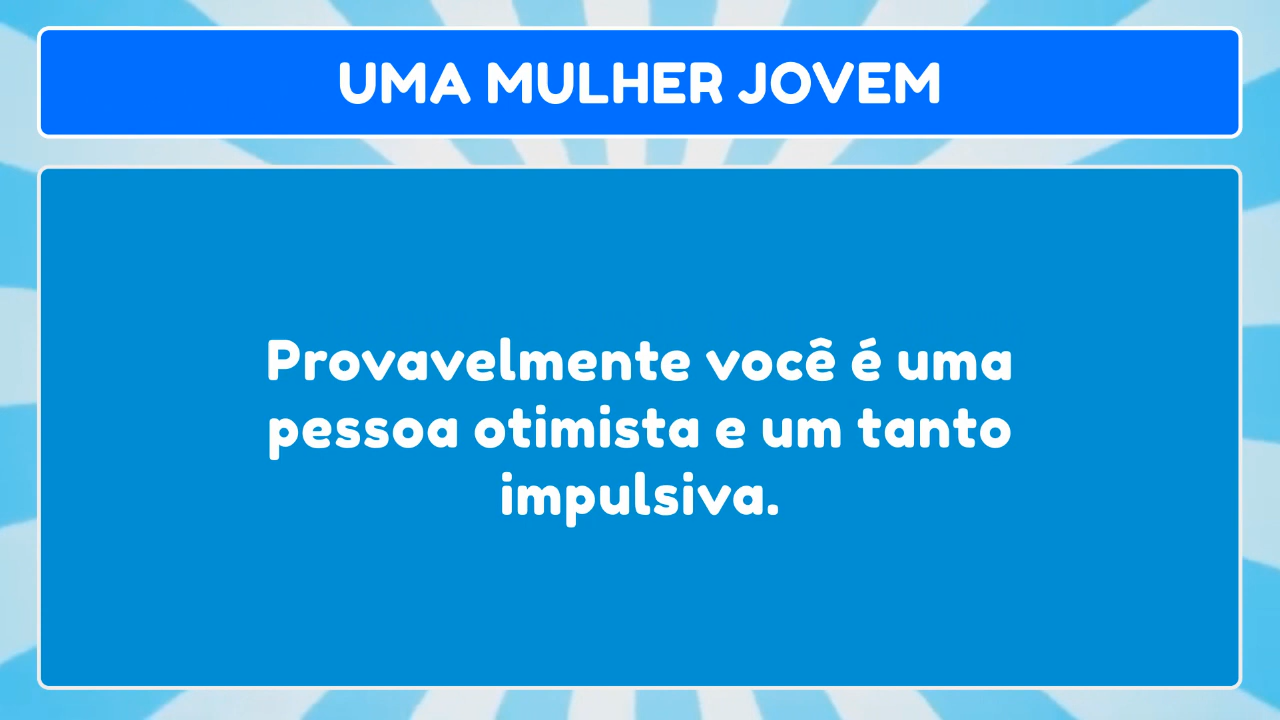 UMA MULHER JOVEM
Provavelmente você é uma
pessoa otimista e um tanto
impulsiva.